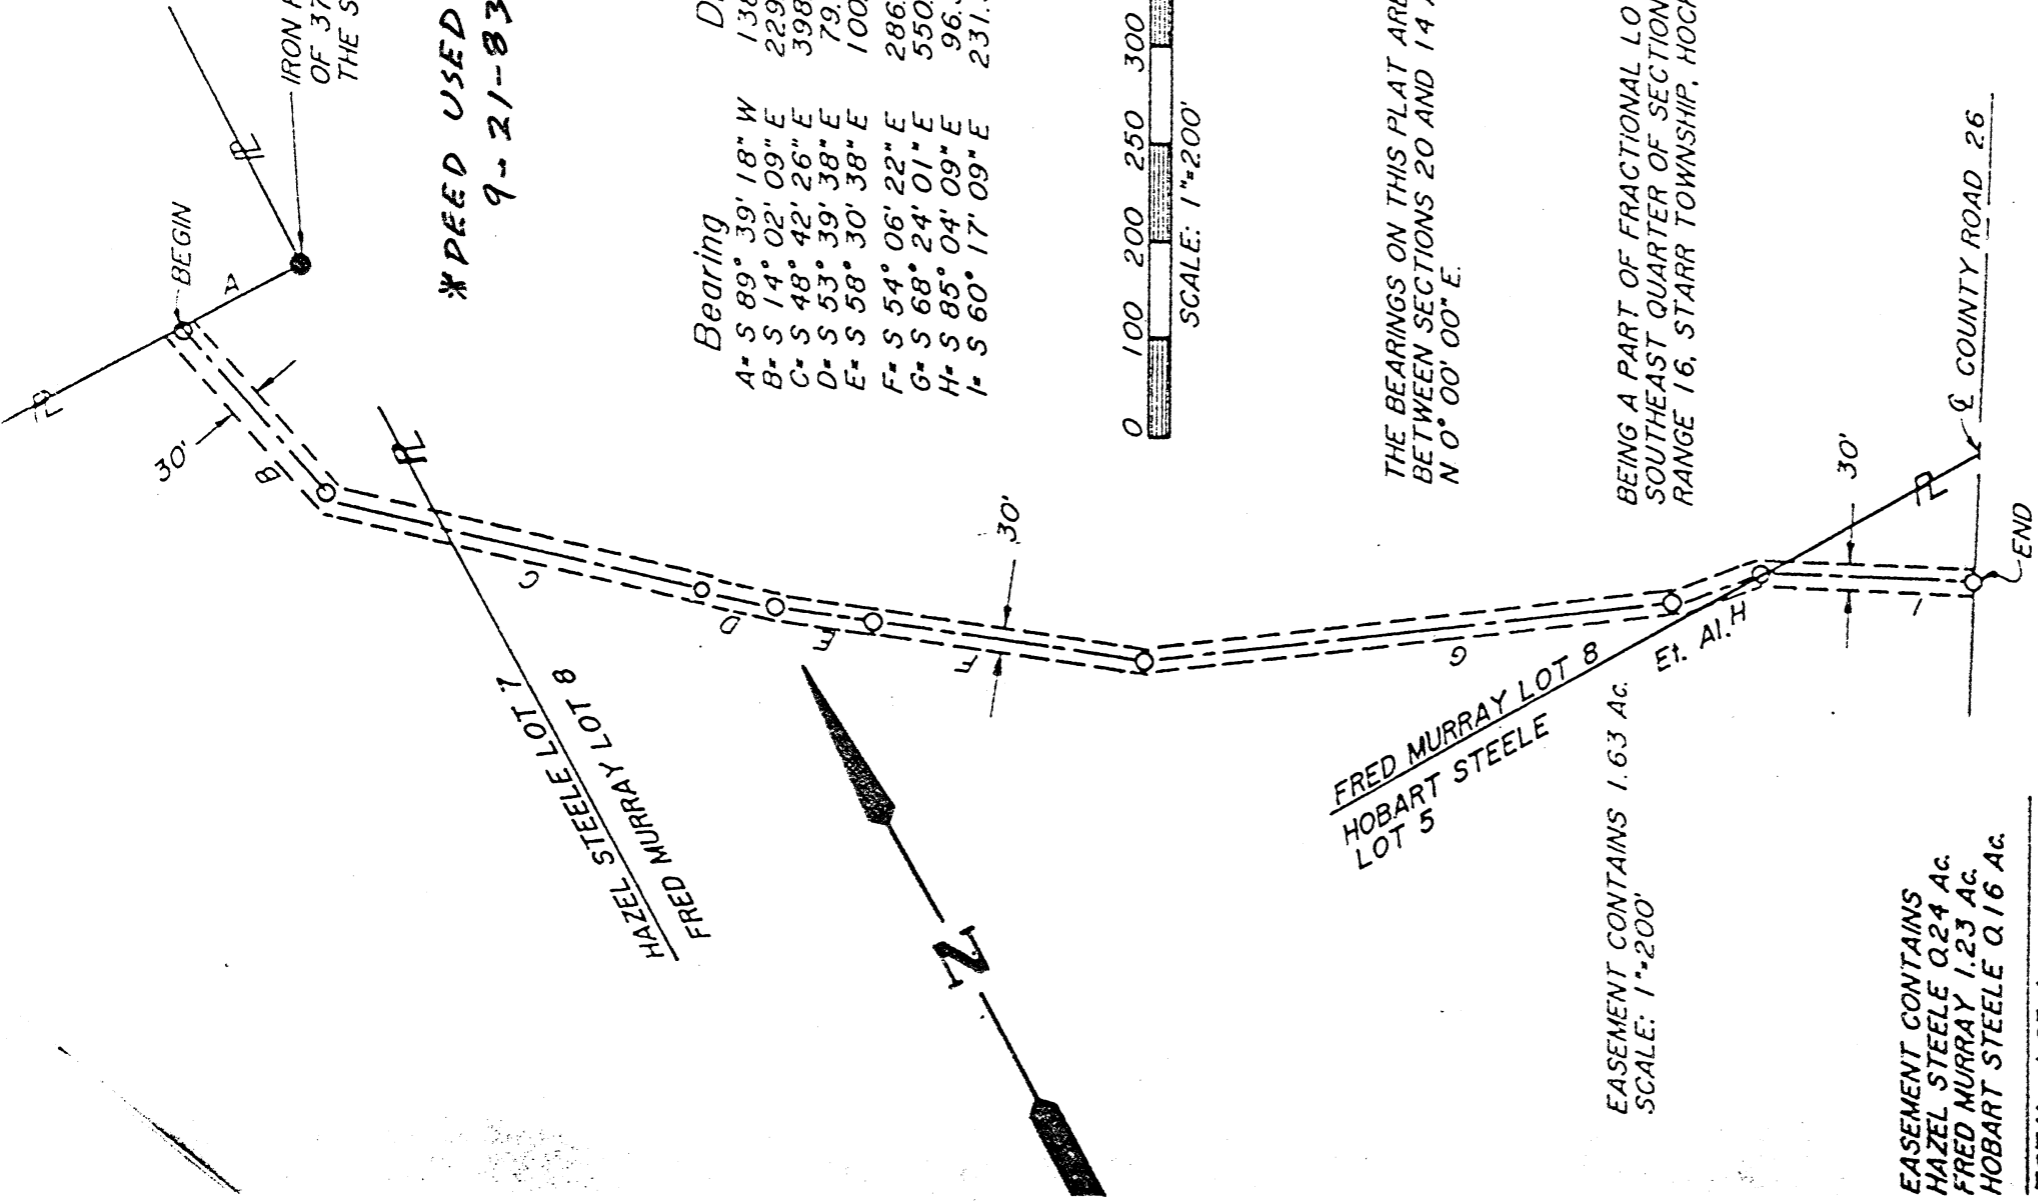 IRON
OF 37
THE S
BEGIN
A
30'
B
*DEED USED
9-21-83
C
D
E
F
G
H
I
30'
30'
HAZEL STEELE LOT 7
FRED MURRAY LOT 8
N
FRED MURRAY LOT 8
HOBART STEELE Et. Al.
LOT 5
Bearing
A= S 89° 39' 18" W 138
B= S 14° 02' 09" E 229
C= S 48° 42' 26" E 398
D= S 53° 39' 38" E 79.
E= S 58° 30' 38" E 100
F= S 54° 06' 22" E 286.
G= S 68° 24' 01" E 550.
H= S 85° 04' 09" E 96.
I= S 60° 17' 09" E 231.
0 100 200 250 300
SCALE: 1"=200'
THE BEARINGS ON THIS PLAT ARE
BETWEEN SECTIONS 20 AND 14
N 0° 00' 00" E.
BEING A PART OF FRACTIONAL LO
SOUTHEAST QUARTER OF SECTION
RANGE 16, STARR TOWNSHIP, HOCK
℄ COUNTY ROAD 26
END
EASEMENT CONTAINS 1.63 Ac.
SCALE: 1"=200'
EASEMENT CONTAINS
HAZEL STEELE 0.24 Ac.
FRED MURRAY 1.23 Ac.
HOBART STEELE 0.16 Ac.